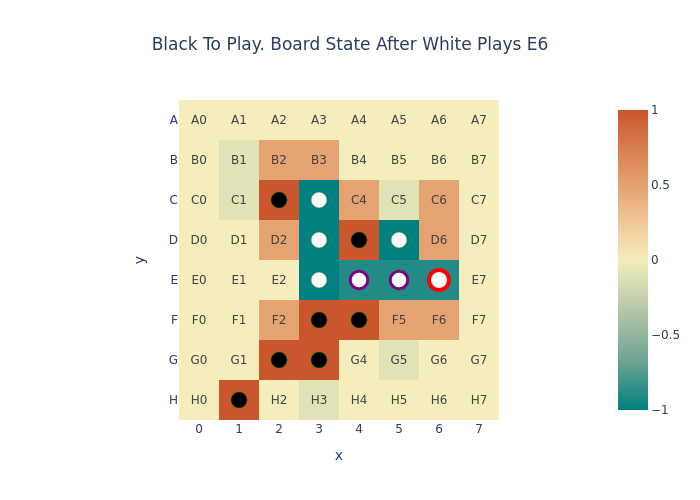 Black To Play. Board State After White Plays E6
A A0 A1 A2 A3 A4 A5 A6 A7
B B0 B1 B2 B3 B4 B5 B6 B7
C C0 C1 C4 C5 C6 C7
D D0 D1 D2 D6 D7
E E0 E1 E2 E7
F F0 F1 F2 F5 F6 F7
G G0 G1 G4 G5 G6 G7
H H0 H2 H3 H4 H5 H6 H7
0 1 2 3 4 5 6 7
x
y
1
0.5
0
−0.5
−1